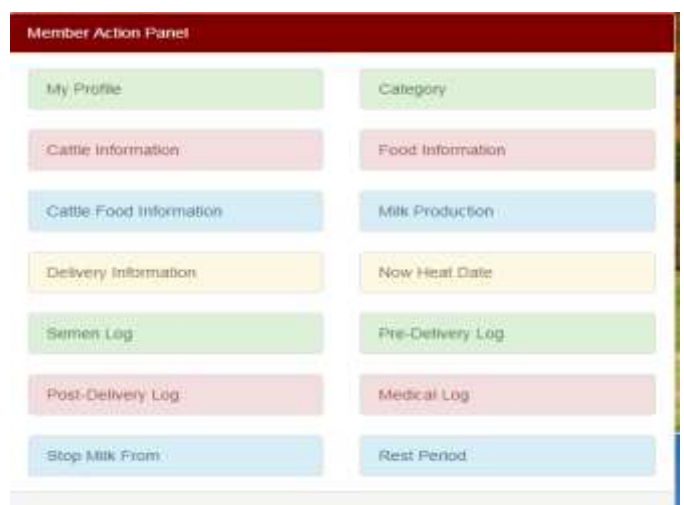 Member Action Panel
My Profile
Category
Cattle Information
Food Information
Cattle Food Information
Milk Production
Delivery Information
Now Heat Date
Semen Log
Pre-Delivery Log
Post-Delivery Log
Medical Log
Stop Milk From
Rest Period